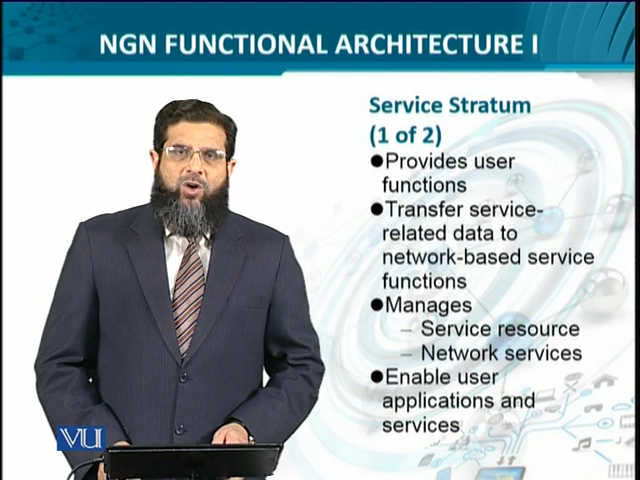 NGN FUNCTIONAL ARCHITECTURE I
Service Stratum
(1 of 2)
●Provides user
functions
●Transfer service-
related data to
network-based service
functions
●Manages
– Service resource
– Network services
●Enable user
applications and
services
VU